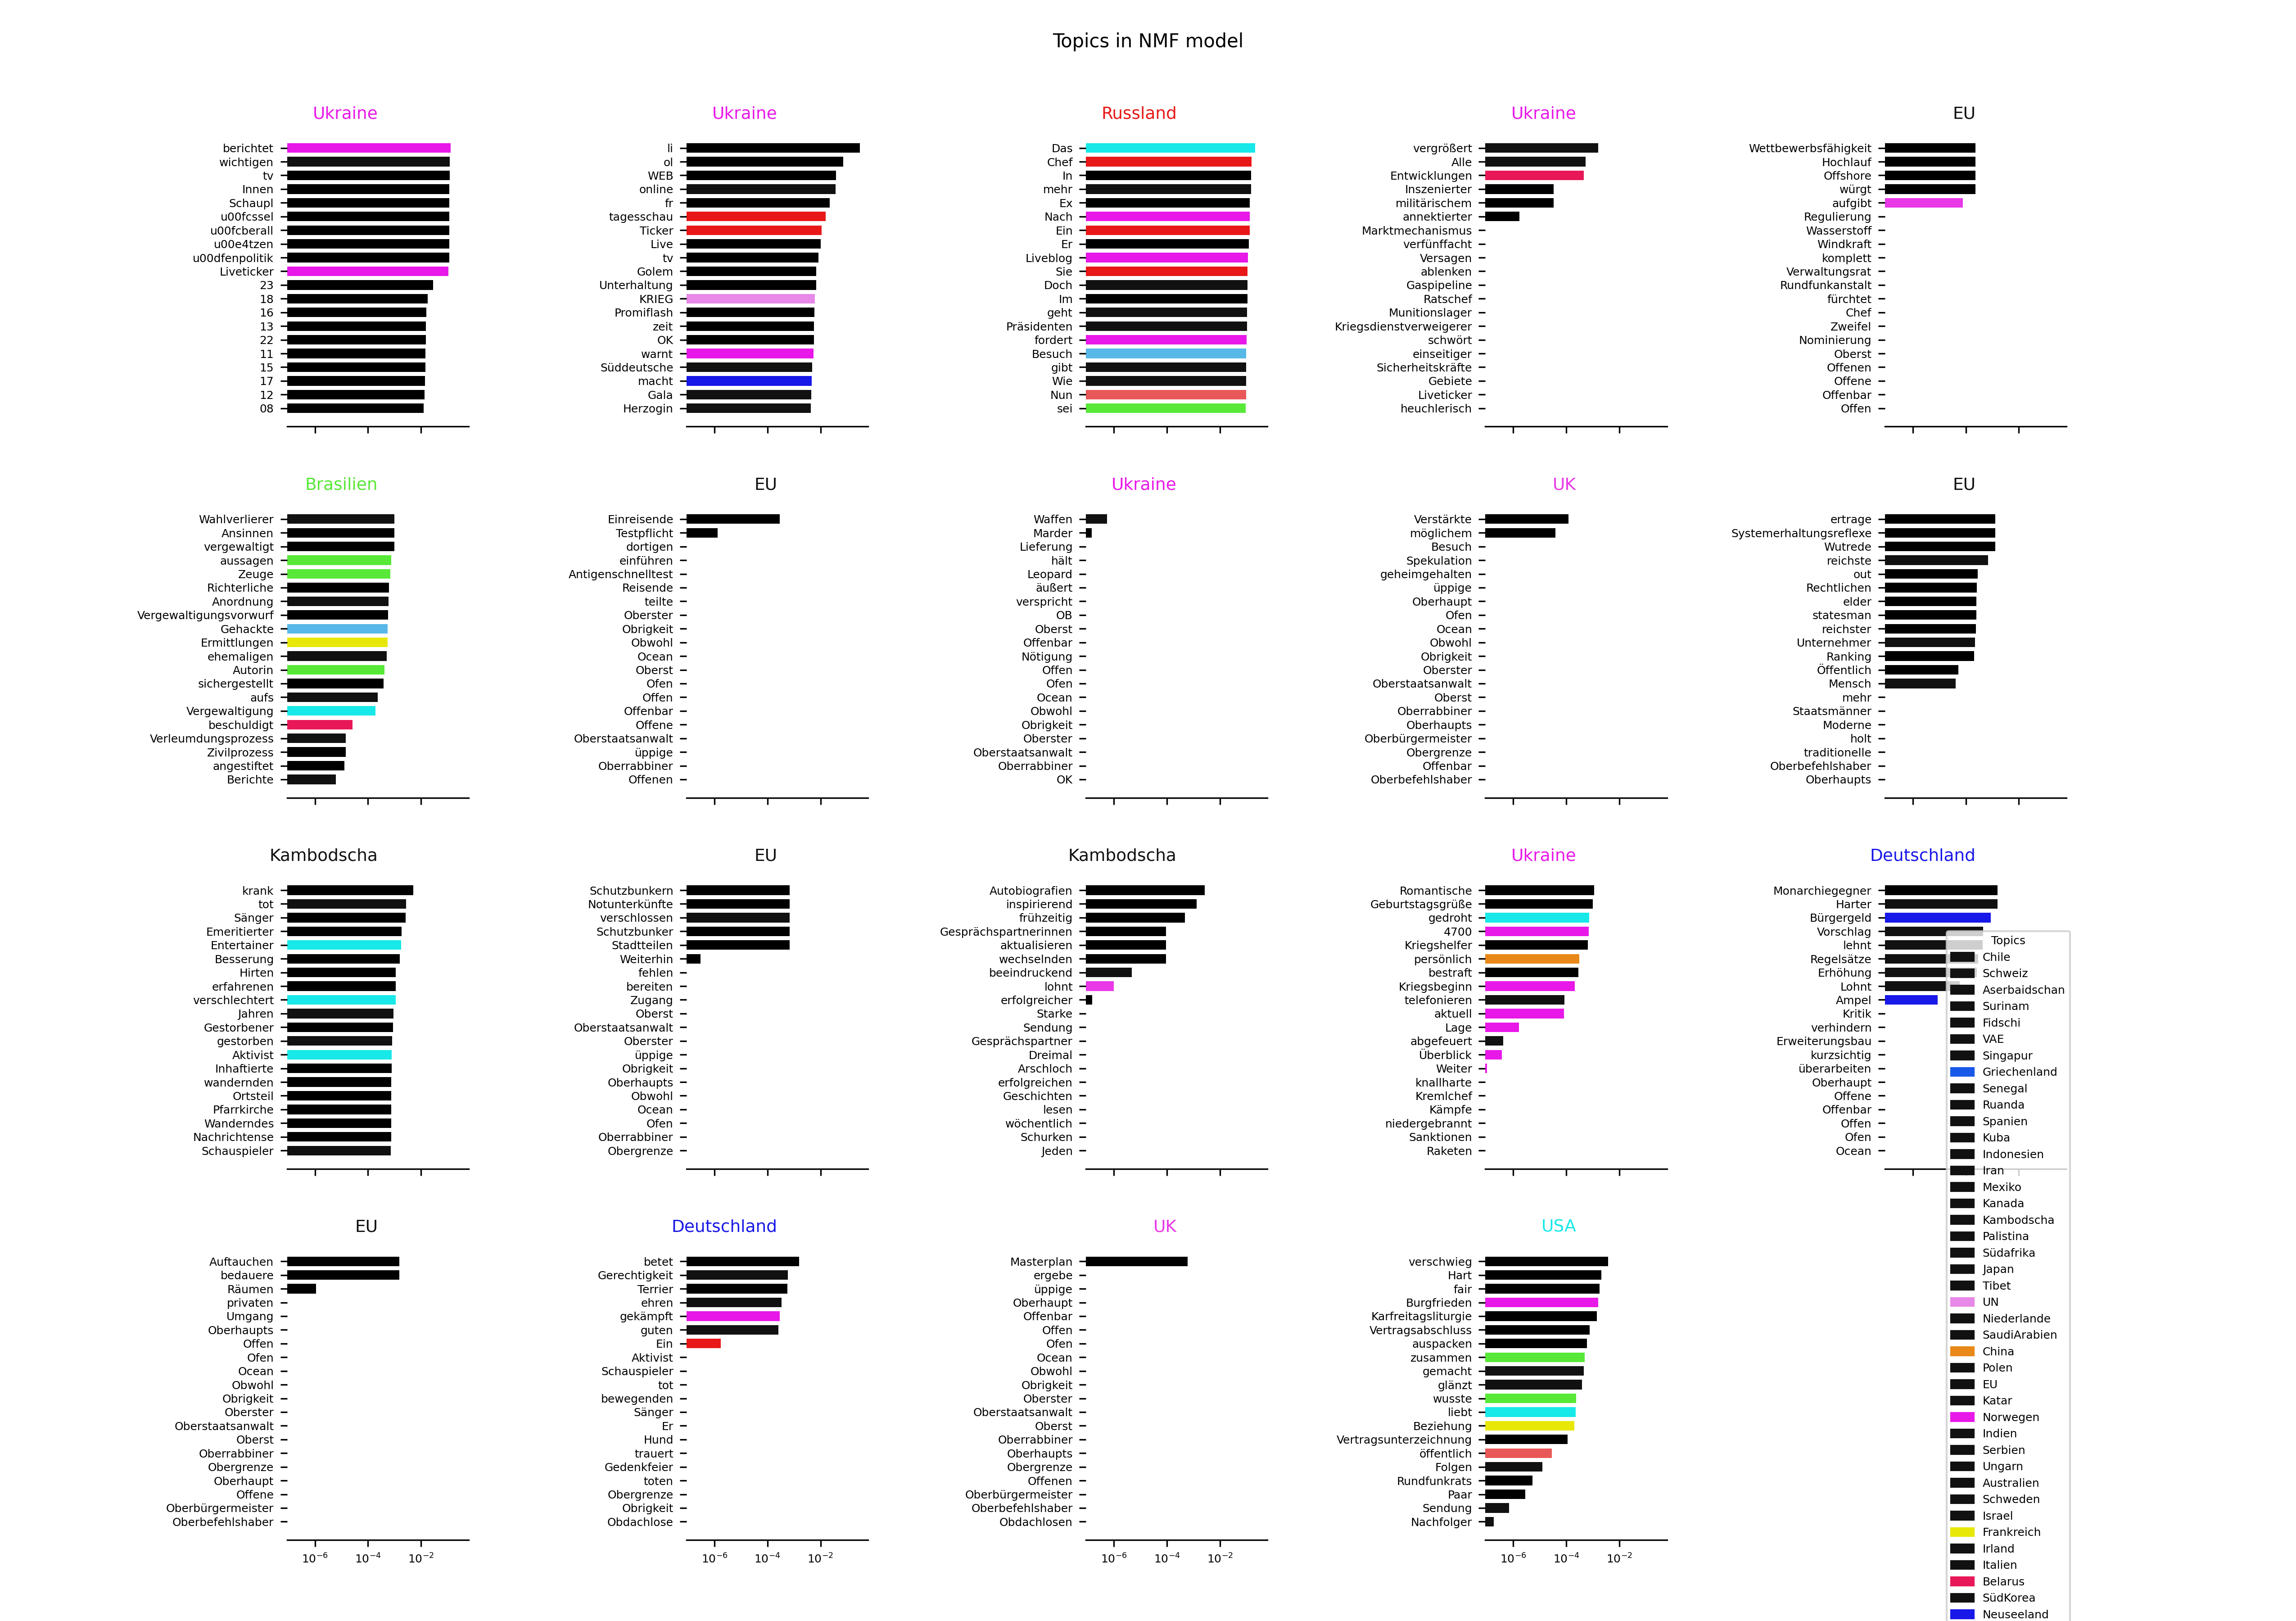 Topics in NMF model
Ukraine
berichtet
wichtigen
tv
Innen
Schaupl
u00fcssel
u00fcberall
u00e4tzen
u00dfenpolitik
Liveticker
23
18
16
13
22
11
15
17
12
08
Ukraine
li
ol
WEB
online
fr
tagesschau
Ticker
Live
tv
Golem
Unterhaltung
KRIEG
Promiflash
zeit
OK
warnt
Süddeutsche
macht
Gala
Herzogin
Russland
Das
Chef
In
mehr
Ex
Nach
Ein
Er
Liveblog
Sie
Doch
Im
geht
Präsidenten
fordert
Besuch
gibt
Wie
Nun
sei
Ukraine
vergrößert
Alle
Entwicklungen
Inszenierter
militärischem
annektierter
Marktmechanismus
verfünffacht
Versagen
ablenken
Gaspipeline
Ratschef
Munitionslager
Kriegsdienstverweigerer
schwört
einseitiger
Sicherheitskräfte
Gebiete
Liveticker
heuchlerisch
EU
Wettbewerbsfähigkeit
Hochlauf
Offshore
würgt
aufgibt
Regulierung
Wasserstoff
Windkraft
komplett
Verwaltungsrat
Rundfunkanstalt
fürchtet
Chef
Zweifel
Nominierung
Oberst
Offenen
Offene
Offenbar
Offen
Brasilien
Wahlverlierer
Ansinnen
vergewaltigt
aussagen
Zeuge
Richterliche
Anordnung
Vergewaltigungsvorwurf
Gehackte
Ermittlungen
ehemaligen
Autorin
sichergestellt
aufs
Vergewaltigung
beschuldigt
Verleumdungsprozess
Zivilprozess
angestiftet
Berichte
EU
Einreisende
Testpflicht
dortigen
einführen
Antigenschnelltest
Reisende
teilte
Oberster
Obrigkeit
Obwohl
Ocean
Oberst
Ofen
Offen
Offenbar
Offene
Oberstaatsanwalt
üppige
Oberrabbiner
Offenen
Ukraine
Waffen
Marder
Lieferung
hält
Leopard
äußert
verspricht
OB
Oberst
Offenbar
Nötigung
Offen
Ofen
Ocean
Obwohl
Obrigkeit
Oberster
Oberstaatsanwalt
Oberrabbiner
OK
UK
Verstärkte
möglichem
Besuch
Spekulation
geheimgehalten
üppige
Oberhaupt
Ofen
Ocean
Obwohl
Obrigkeit
Oberster
Oberstaatsanwalt
Oberst
Oberrabbiner
Oberhaupts
Oberbürgermeister
Obergrenze
Offenbar
Oberbefehlshaber
EU
ertrage
Systemerhaltungsreflexe
Wutrede
reichste
out
Rechtlichen
elder
statesman
reichster
Unternehmer
Ranking
Öffentlich
Mensch
mehr
Staatsmänner
Moderne
holt
traditionelle
Oberbefehlshaber
Oberhaupts
Kambodscha
krank
tot
Sänger
Emeritierter
Entertainer
Besserung
Hirten
erfahrenen
verschlechtert
Jahren
Gestorbener
gestorben
Aktivist
Inhaftierte
wandernden
Ortsteil
Pfarrkirche
Wanderndes
Nachrichtense
Schauspieler
EU
Schutzbunkern
Notunterkünfte
verschlossen
Schutzbunker
Stadtteilen
Weiterhin
fehlen
bereiten
Zugang
Oberst
Oberstaatsanwalt
Oberster
üppige
Obrigkeit
Oberhaupts
Obwohl
Ocean
Ofen
Oberrabbiner
Obergrenze
Kambodscha
Autobiografien
inspirierend
frühzeitig
Gesprächspartnerinnen
aktualisieren
wechselnden
beeindruckend
lohnt
erfolgreicher
Starke
Sendung
Gesprächspartner
Dreimal
Arschloch
erfolgreichen
Geschichten
lesen
wöchentlich
Schurken
Jeden
Ukraine
Romantische
Geburtstagsgrüße
gedroht
4700
Kriegshelfer
persönlich
bestraft
Kriegsbeginn
telefonieren
aktuell
Lage
abgefeuert
Überblick
Weiter
knallharte
Kremlchef
Kämpfe
niedergebrannt
Sanktionen
Raketen
Deutschland
Monarchiegegner
Harter
Bürgergeld
Vorschlag
lehnt
Regelsätze
Erhöhung
Lohnt
Ampel
Kritik
verhindern
Erweiterungsbau
kurzsichtig
überarbeiten
Oberhaupt
Offene
Offenbar
Offen
Ofen
Ocean
EU
Auftauchen
bedauere
Räumen
privaten
Umgang
Oberhaupts
Offen
Ofen
Ocean
Obwohl
Obrigkeit
Oberster
Oberstaatsanwalt
Oberst
Oberrabbiner
Obergrenze
Oberhaupt
Offene
Oberbürgermeister
Oberbefehlshaber
10⁻⁶ 10⁻⁴ 10⁻²
Deutschland
betet
Gerechtigkeit
Terrier
ehren
gekämpft
guten
Ein
Aktivist
Schauspieler
tot
bewegenden
Sänger
Er
Hund
trauert
Gedenkfeier
toten
Obergrenze
Obrigkeit
Obdachlose
10⁻⁶ 10⁻⁴ 10⁻²
UK
Masterplan
ergebe
üppige
Oberhaupt
Offenbar
Offen
Ofen
Ocean
Obwohl
Obrigkeit
Oberster
Oberstaatsanwalt
Oberst
Oberrabbiner
Oberhaupts
Obergrenze
Offenen
Oberbürgermeister
Oberbefehlshaber
Obdachlosen
10⁻⁶ 10⁻⁴ 10⁻²
USA
verschwieg
Hart
fair
Burgfrieden
Karfreitagsliturgie
Vertragsabschluss
auspacken
zusammen
gemacht
glänzt
wusste
liebt
Beziehung
Vertragsunterzeichnung
öffentlich
Folgen
Rundfunkrats
Paar
Sendung
Nachfolger
10⁻⁶ 10⁻⁴ 10⁻²
Topics
Chile
Schweiz
Aserbaidschan
Surinam
Fidschi
VAE
Singapur
Griechenland
Senegal
Ruanda
Spanien
Kuba
Indonesien
Iran
Mexiko
Kanada
Kambodscha
Palistina
Südafrika
Japan
Tibet
UN
Niederlande
SaudiArabien
China
Polen
EU
Katar
Norwegen
Indien
Serbien
Ungarn
Australien
Schweden
Israel
Frankreich
Irland
Italien
Belarus
SüdKorea
Neuseeland